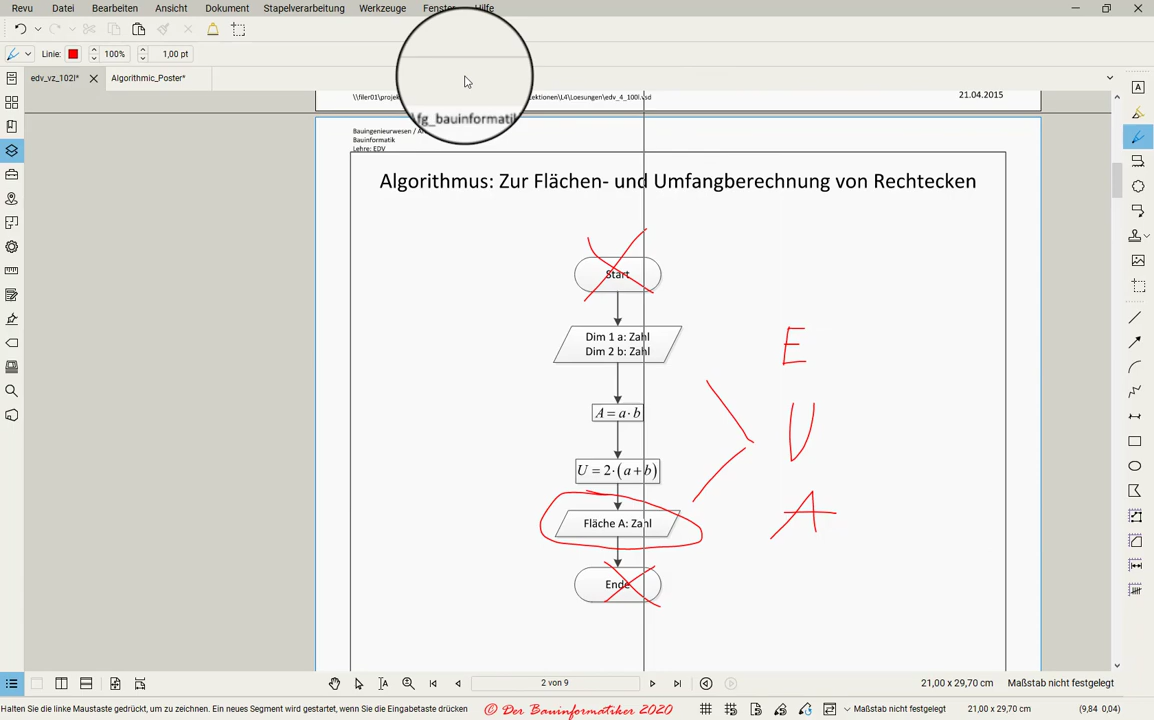 Revu Datei Bearbeiten Ansicht Dokument Stapelverarbeitung Werkzeuge Fenster Hilfe
Linie: 100% 1,00 pt
edv_vz_102l* Algorithmic_Poster*
21.04.2015
fg_bauinformatik
Bauinformatik
Lehre: EDV
Algorithmus: Zur Flächen- und Umfangberechnung von Rechtecken
Start
Dim 1 a: Zahl
Dim 2 b: Zahl
E
A = a · b
U
U = 2·(a + b)
Fläche A: Zahl
A
Ende
2 von 9
21,00 x 29,70 cm Maßstab nicht festgelegt
Halten Sie die linke Maustaste gedrückt, um zu zeichnen. Ein neues Segment wird gestartet, wenn Sie die Eingabetaste drücken
© Der Bauinformatiker 2020
Maßstab nicht festgelegt 21,00 x 29,70 cm (9,84 0,04)